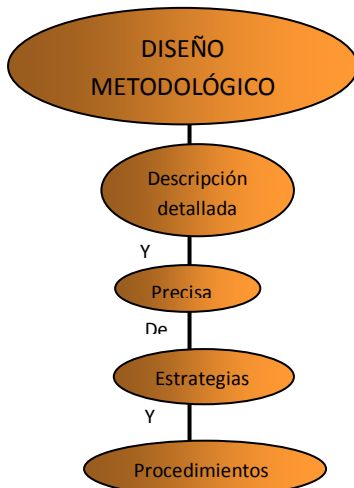 DISEÑO
METODOLÓGICO
Descripción
detallada
Y
Precisa
De
Estrategias
Y
Procedimientos